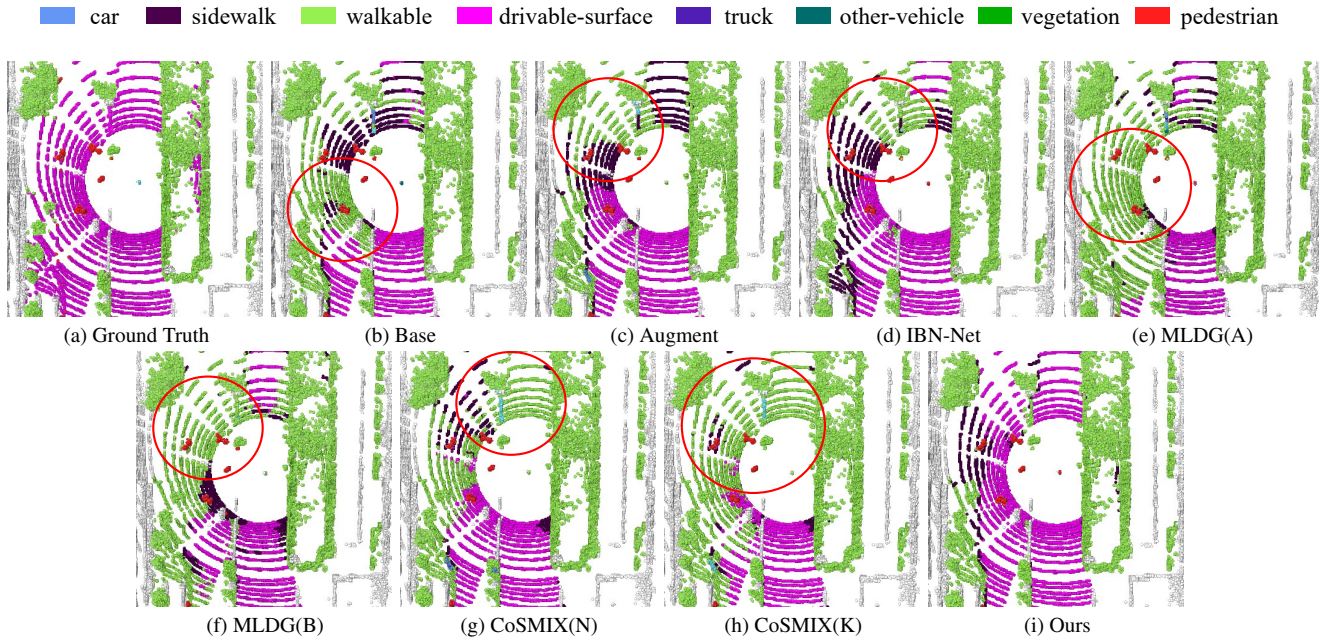 car sidewalk walkable drivable-surface truck other-vehicle vegetation pedestrian
(a) Ground Truth (b) Base (c) Augment (d) IBN-Net (e) MLDG(A)
(f) MLDG(B) (g) CoSMIX(N) (h) CoSMIX(K) (i) Ours